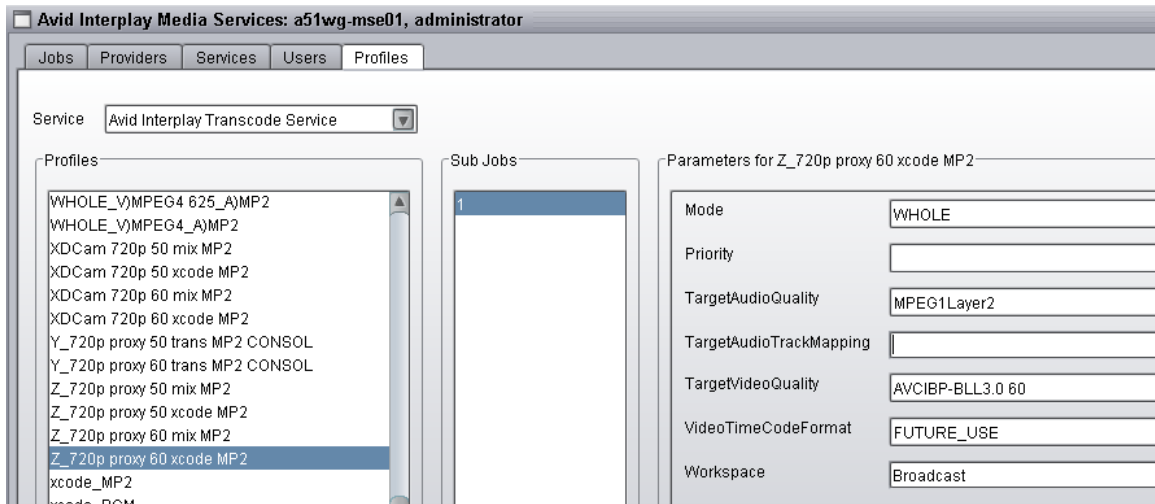 Avid Interplay Media Services: a51wg-mse01, administrator
Jobs Providers Services Users Profiles
Service Avid Interplay Transcode Service
Profiles
WHOLE_V)MPEG4 625_A)MP2
WHOLE_V)MPEG4_A)MP2
XDCam 720p 50 mix MP2
XDCam 720p 50 xcode MP2
XDCam 720p 60 mix MP2
XDCam 720p 60 xcode MP2
Y_720p proxy 50 trans MP2 CONSOL
Y_720p proxy 60 trans MP2 CONSOL
Z_720p proxy 50 mix MP2
Z_720p proxy 50 xcode MP2
Z_720p proxy 60 mix MP2
Z_720p proxy 60 xcode MP2
xcode_MP2
Sub Jobs
1
Parameters for Z_720p proxy 60 xcode MP2
Mode WHOLE
Priority
TargetAudioQuality MPEG1Layer2
TargetAudioTrackMapping
TargetVideoQuality AVCIBP-BLL3.0 60
VideoTimeCodeFormat FUTURE_USE
Workspace Broadcast